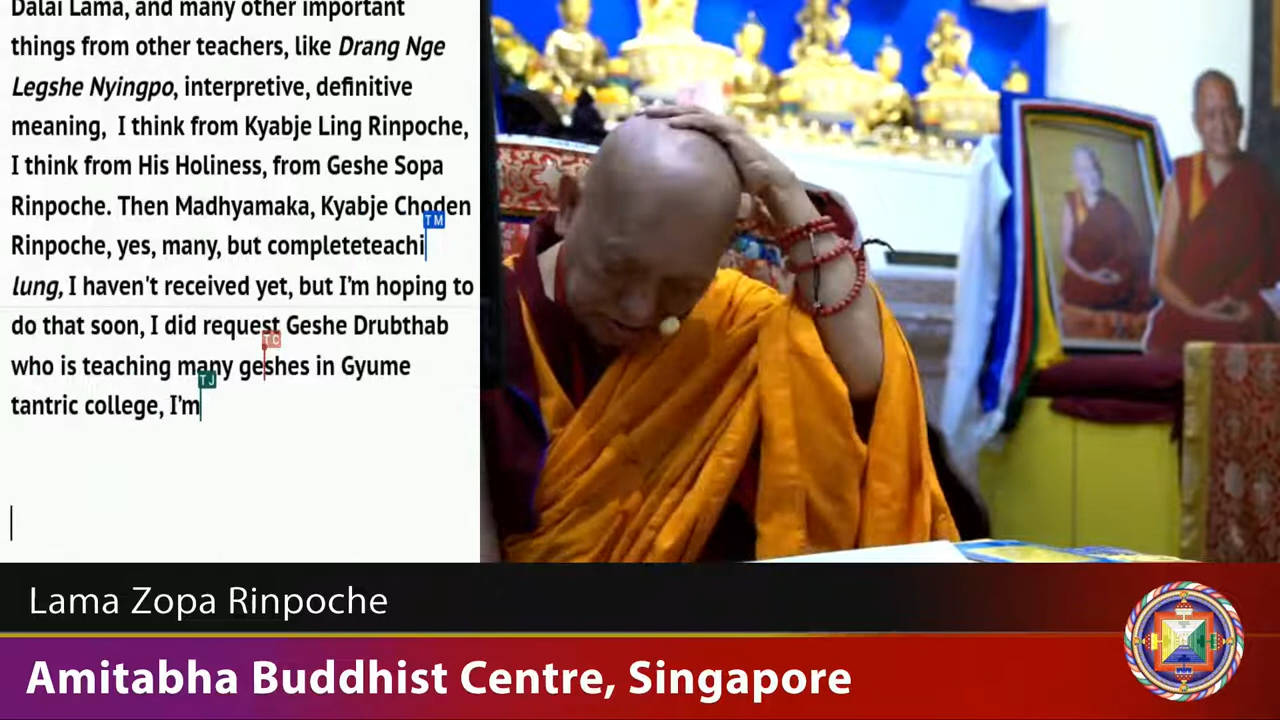 Dalai Lama, and many other important
things from other teachers, like Drang Nge
Legshe Nyingpo, interpretive, definitive
meaning,  I think from Kyabje Ling Rinpoche,
I think from His Holiness, from Geshe Sopa
Rinpoche. Then Madhyamaka, Kyabje Choden
TM
Rinpoche, yes, many, but completeteachi
lung, I haven't received yet, but I'm hoping to
do that soon, I did request Geshe Drubthab
TC
who is teaching many geshes in Gyume
TJ
tantric college, I'm
Lama Zopa Rinpoche
Amitabha Buddhist Centre, Singapore